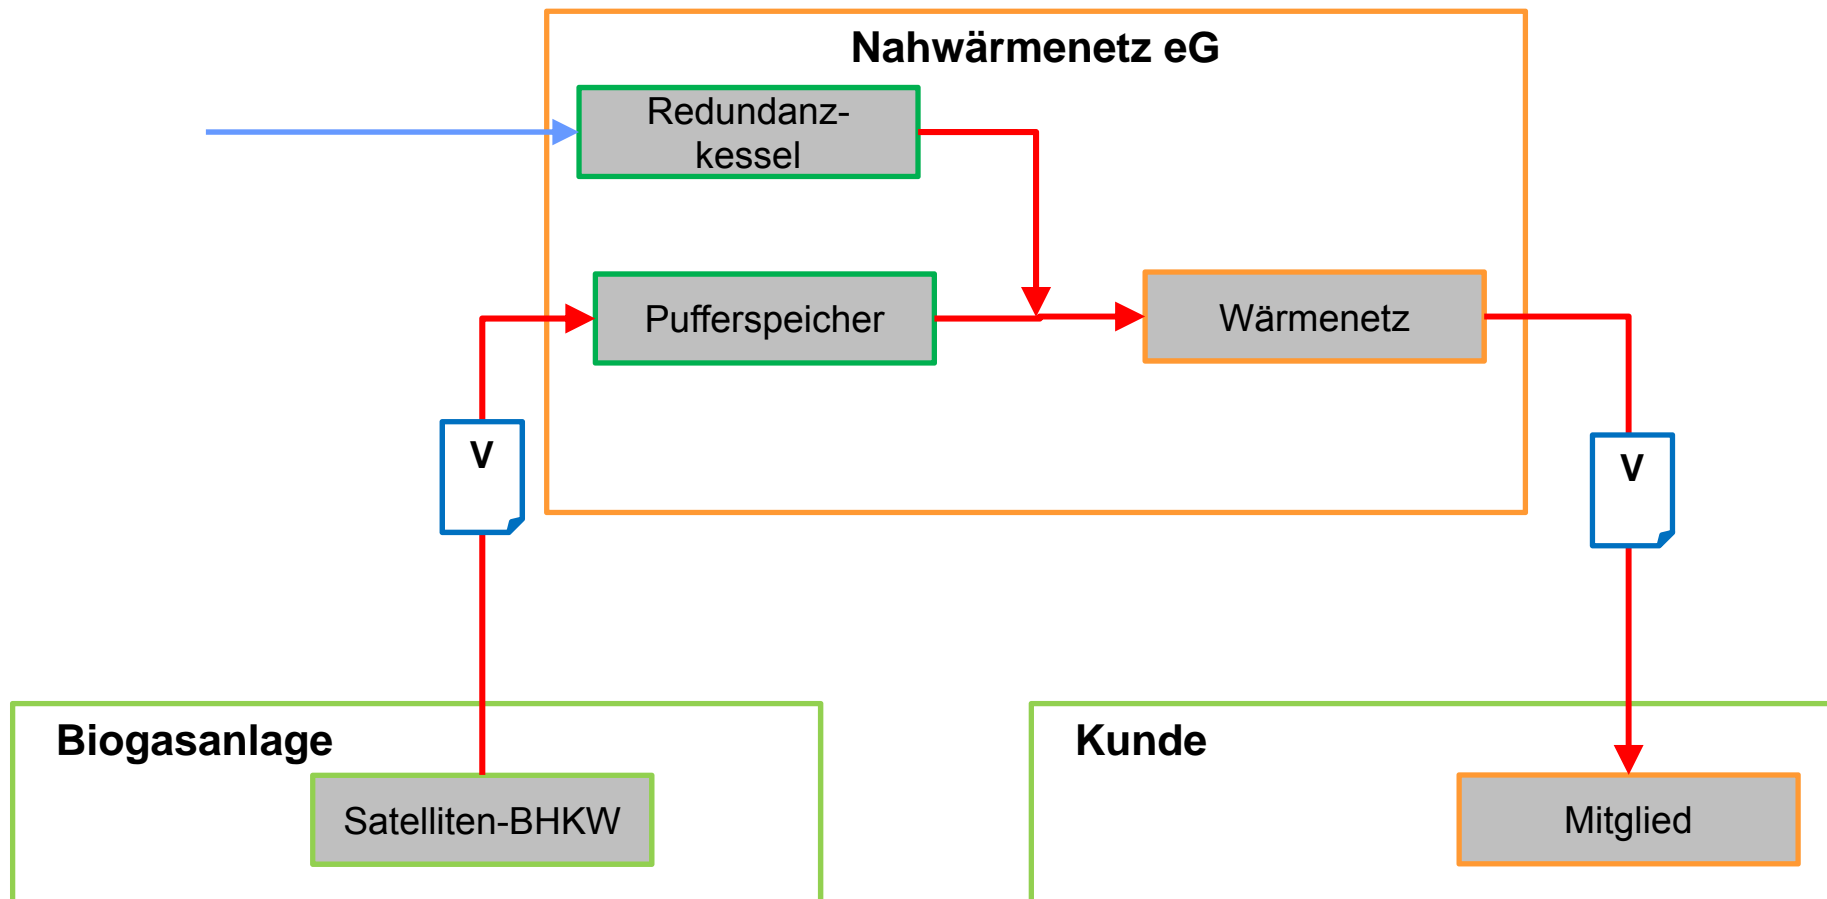 Nahwärmenetz eG
Redundanz-
kessel
Pufferspeicher
Wärmenetz
V
V
Biogasanlage
Kunde
Satelliten-BHKW
Mitglied